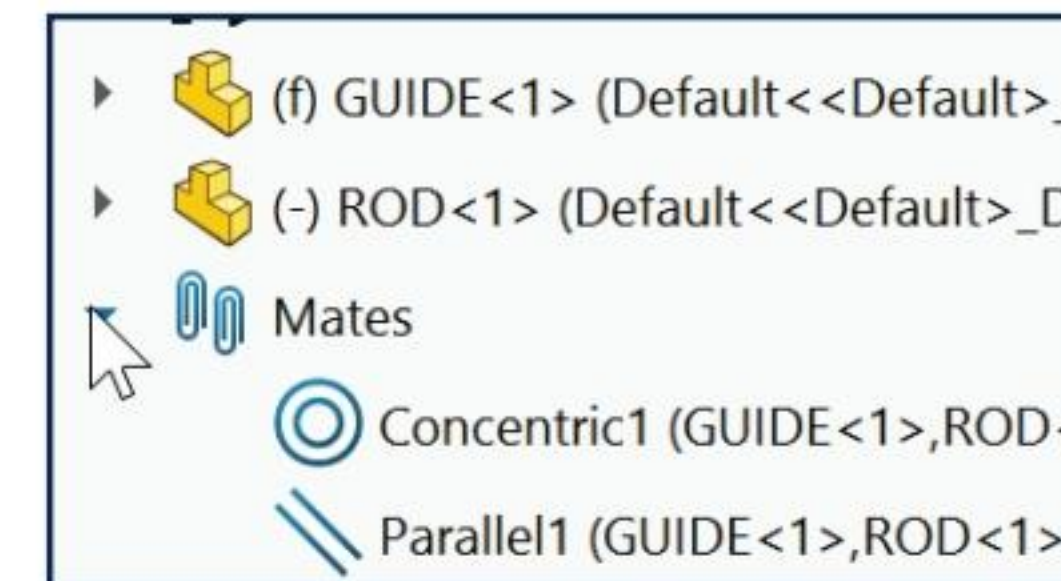 (f) GUIDE<1> (Default<<Default>_
(-) ROD<1> (Default<<Default>_D
Mates
Concentric1 (GUIDE<1>,ROD<
Parallel1 (GUIDE<1>,ROD<1>